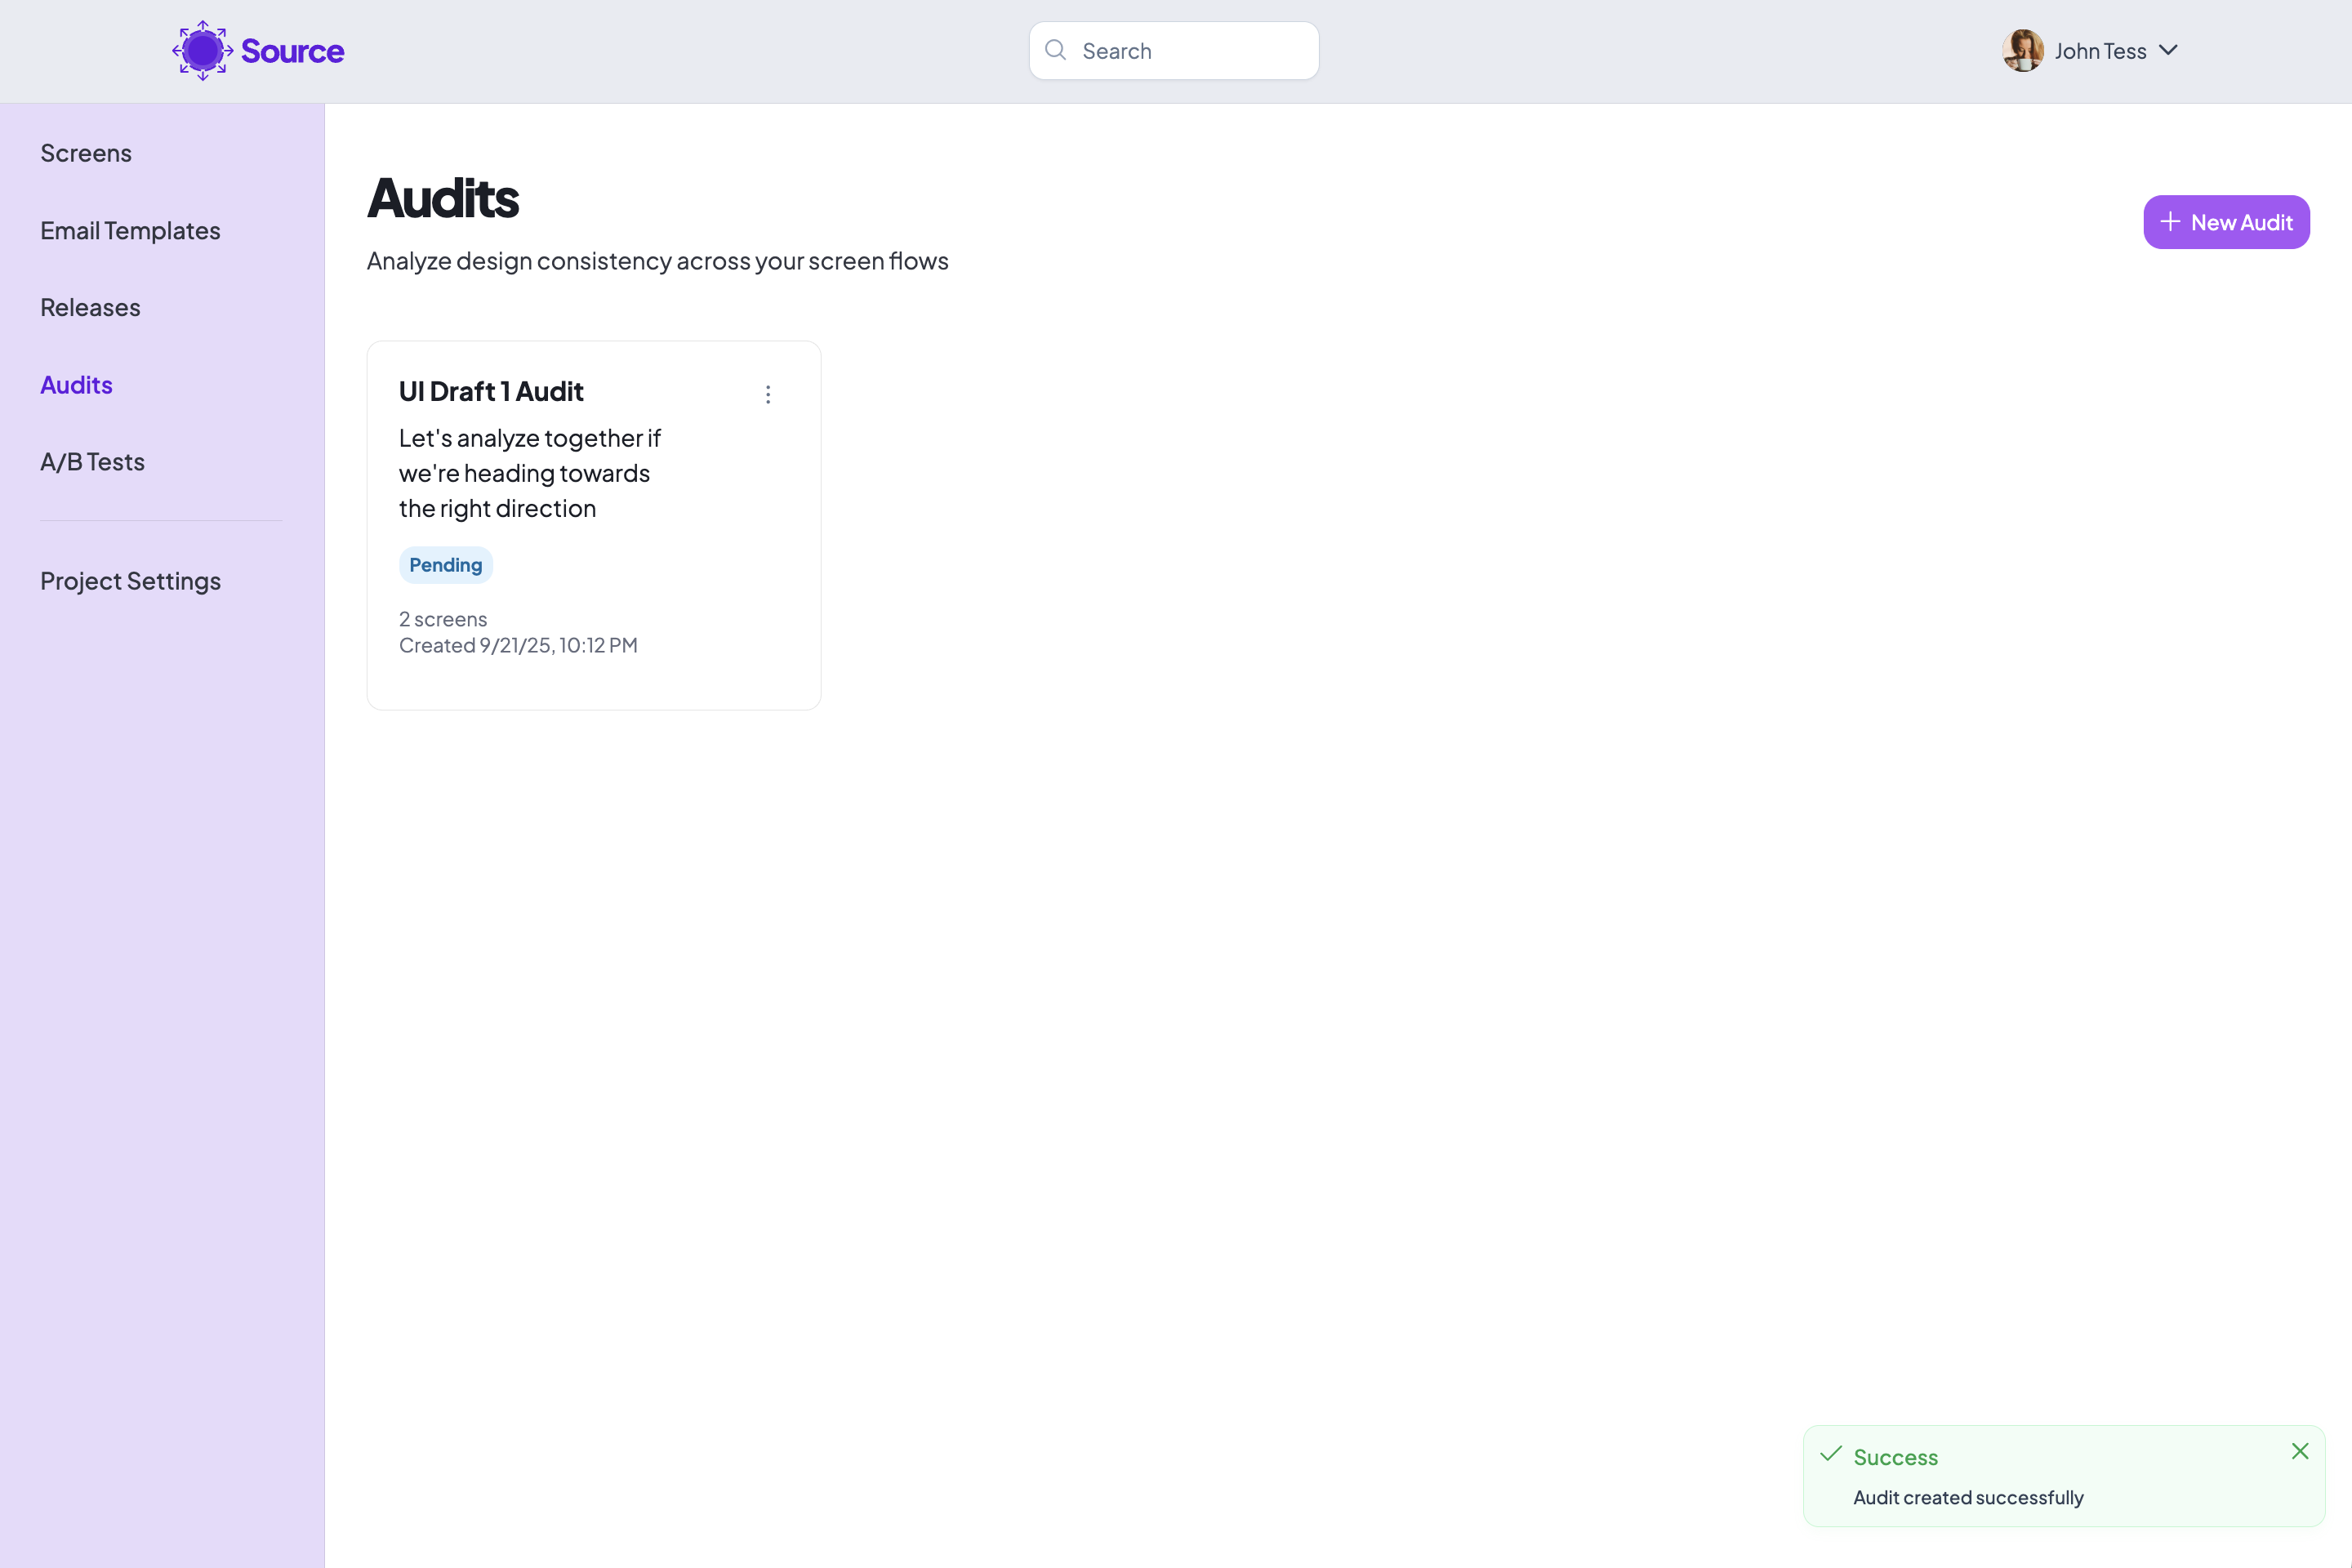 Source
Search
John Tess
Screens
Email Templates
Releases
Audits
A/B Tests
Project Settings
Audits
Analyze design consistency across your screen flows
New Audit
UI Draft 1 Audit
Let's analyze together if
we're heading towards
the right direction
Pending
2 screens
Created 9/21/25, 10:12 PM
Success
Audit created successfully